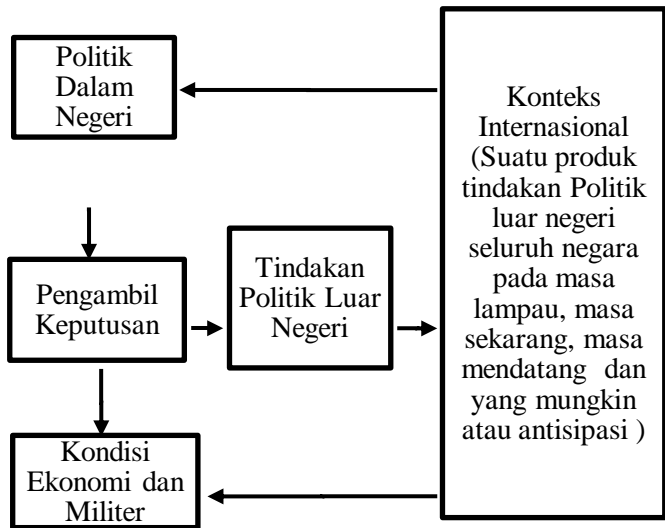 Politik
Dalam
Negeri
Pengambil
Keputusan
Tindakan
Politik Luar
Negeri
Kondisi
Ekonomi dan
Militer
Konteks
Internasional
(Suatu produk
tindakan Politik
luar negeri
seluruh negara
pada masa
lampau, masa
sekarang, masa
mendatang dan
yang mungkin
atau antisipasi )